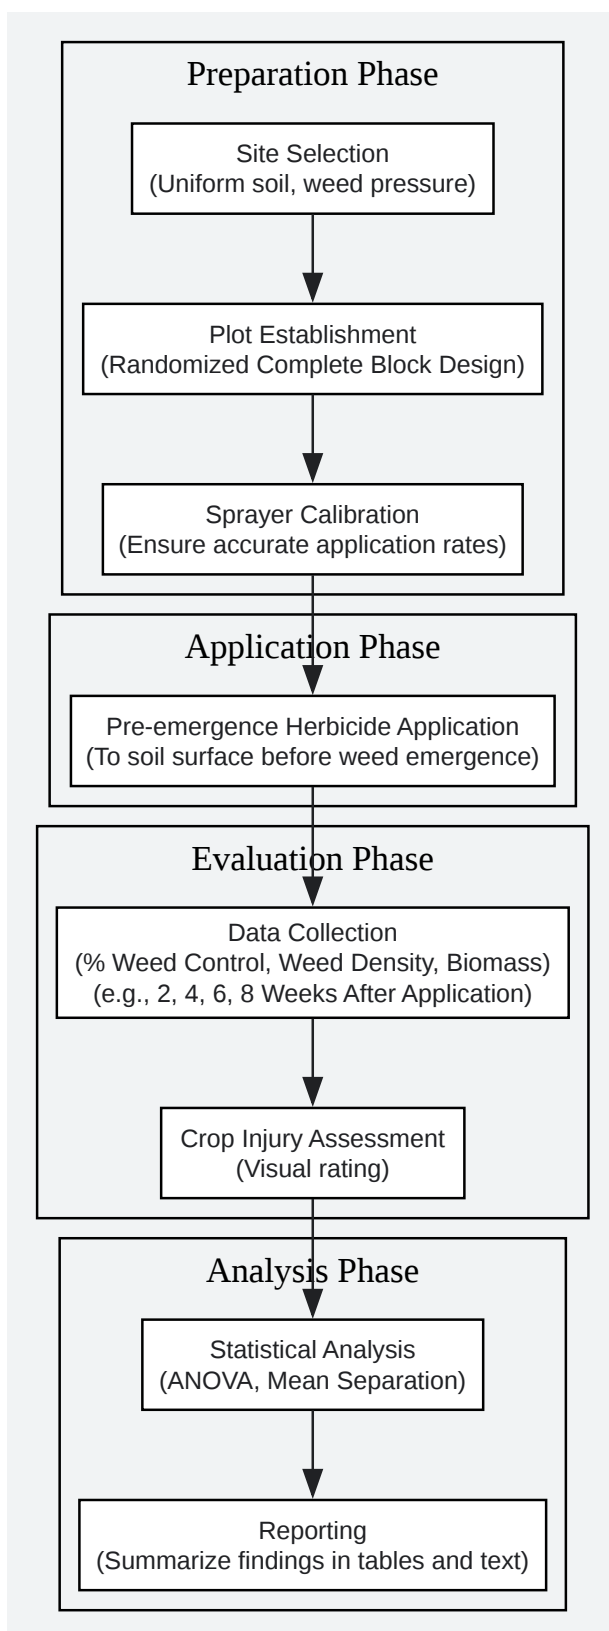 Preparation Phase
Site Selection
(Uniform soil, weed pressure)
Plot Establishment
(Randomized Complete Block Design)
Sprayer Calibration
(Ensure accurate application rates)
Application Phase
Pre-emergence Herbicide Application
(To soil surface before weed emergence)
Evaluation Phase
Data Collection
(% Weed Control, Weed Density, Biomass)
(e.g., 2, 4, 6, 8 Weeks After Application)
Crop Injury Assessment
(Visual rating)
Analysis Phase
Statistical Analysis
(ANOVA, Mean Separation)
Reporting
(Summarize findings in tables and text)